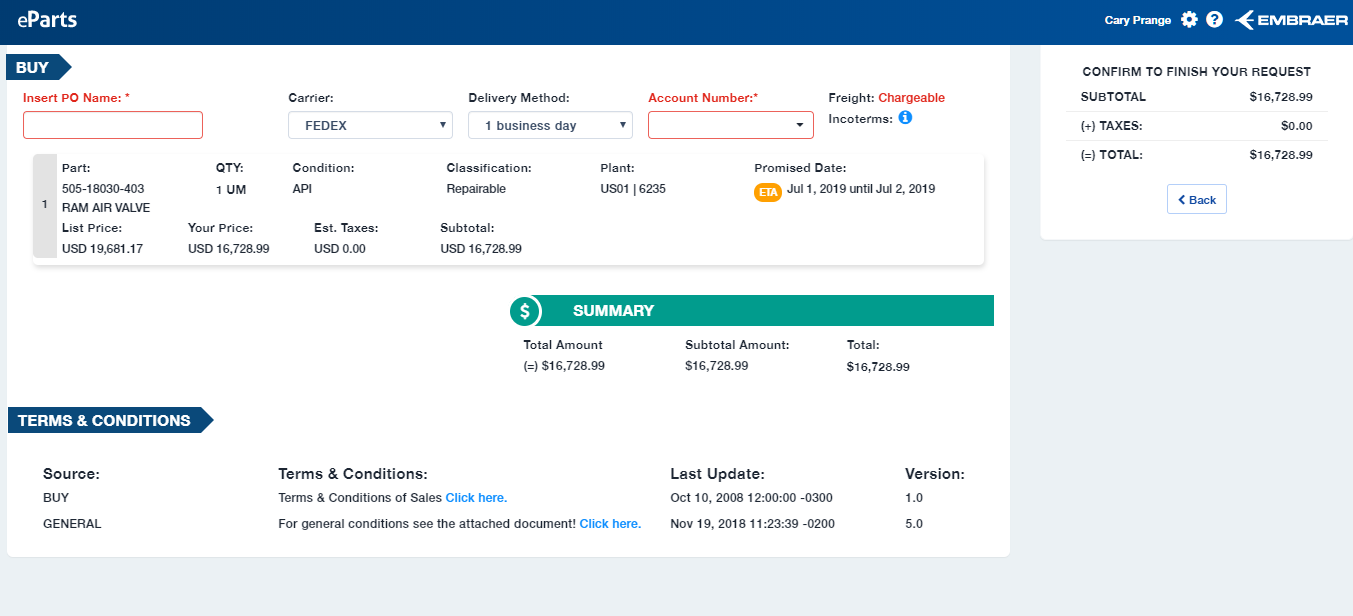 eParts
Cary Prange
EMBRAER
BUY
Insert PO Name: *
Carrier:
Delivery Method:
Account Number:*
Freight: Chargeable
FEDEX
1 business day
Incoterms:
1
Part:
QTY:
Condition:
Classification:
Plant:
Promised Date:
505-18030-403
1 UM
API
Repairable
US01 | 6235
ETA Jul 1, 2019 until Jul 2, 2019
RAM AIR VALVE
List Price:
Your Price:
Est. Taxes:
Subtotal:
USD 19,681.17
USD 16,728.99
USD 0.00
USD 16,728.99
$ SUMMARY
Total Amount
Subtotal Amount:
Total:
(=) $16,728.99
$16,728.99
$16,728.99
TERMS & CONDITIONS
Source:
Terms & Conditions:
Last Update:
Version:
BUY
Terms & Conditions of Sales Click here.
Oct 10, 2008 12:00:00 -0300
1.0
GENERAL
For general conditions see the attached document! Click here.
Nov 19, 2018 11:23:39 -0200
5.0
CONFIRM TO FINISH YOUR REQUEST
SUBTOTAL $16,728.99
(+) TAXES: $0.00
(=) TOTAL: $16,728.99
Back